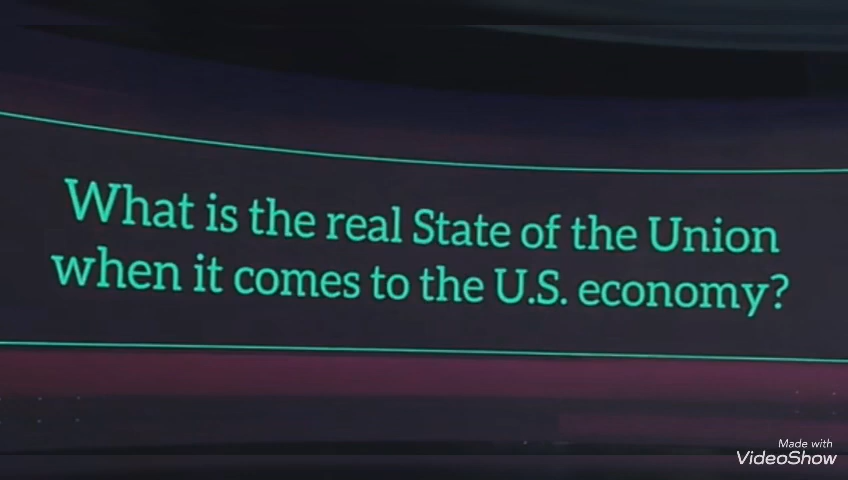 What is the real State of the Union
when it comes to the U.S. economy?
Made with
VideoShow